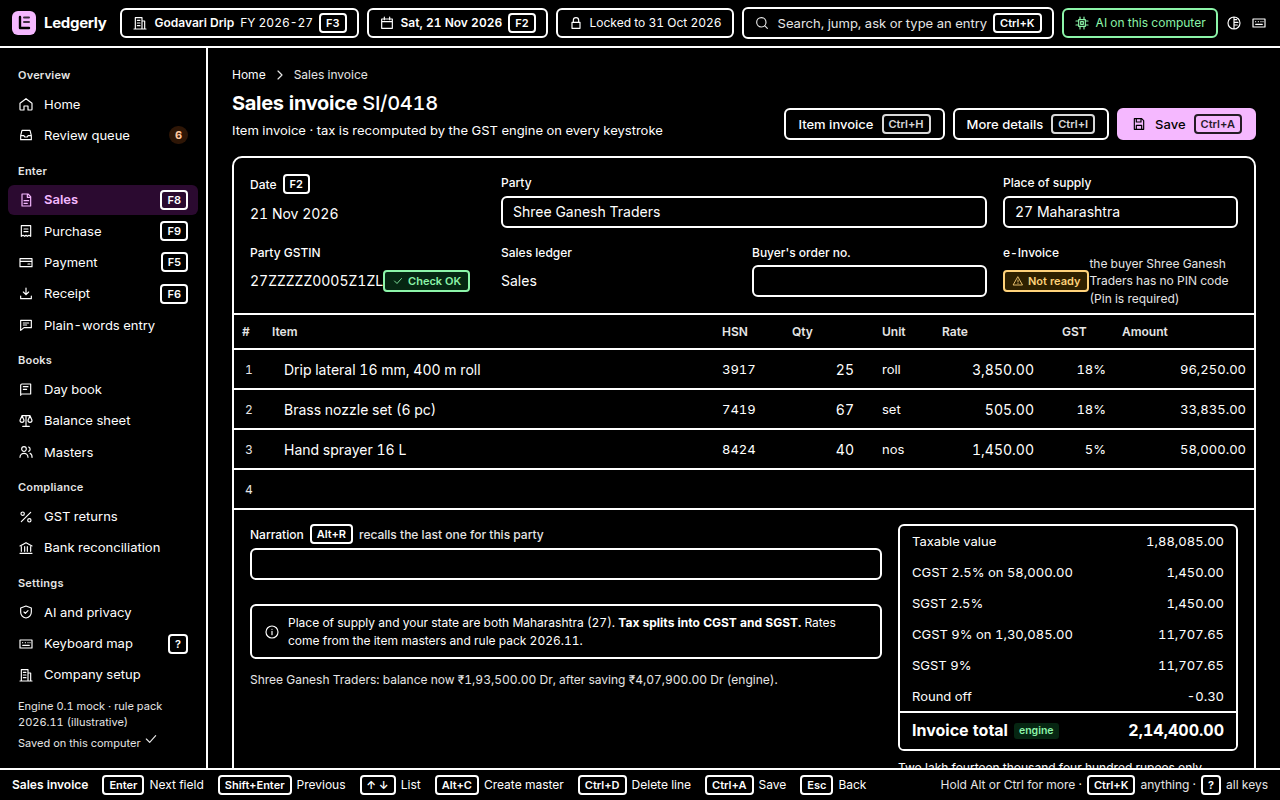 Ledgerly
Godavari Drip FY 2026-27 F3
Sat, 21 Nov 2026 F2
Locked to 31 Oct 2026
Search, jump, ask or type an entry Ctrl+K
AI on this computer
Overview
Home
Review queue 6
Enter
Sales F8
Purchase F9
Payment F5
Receipt F6
Plain-words entry
Books
Day book
Balance sheet
Masters
Compliance
GST returns
Bank reconciliation
Settings
AI and privacy
Keyboard map ?
Company setup
Engine 0.1 mock · rule pack
2026.11 (illustrative)
Saved on this computer
Home > Sales invoice
Sales invoice SI/0418
Item invoice · tax is recomputed by the GST engine on every keystroke
Item invoice Ctrl+H
More details Ctrl+I
Save Ctrl+A
Date F2
21 Nov 2026
Party
Shree Ganesh Traders
Place of supply
27 Maharashtra
Party GSTIN
27ZZZZZ0005Z1ZL Check OK
Sales ledger
Sales
Buyer's order no.
e-Invoice
Not ready
the buyer Shree Ganesh
Traders has no PIN code
(Pin is required)
# Item HSN Qty Unit Rate GST Amount
1 Drip lateral 16 mm, 400 m roll 3917 25 roll 3,850.00 18% 96,250.00
2 Brass nozzle set (6 pc) 7419 67 set 505.00 18% 33,835.00
3 Hand sprayer 16 L 8424 40 nos 1,450.00 5% 58,000.00
4
Narration Alt+R recalls the last one for this party
Place of supply and your state are both Maharashtra (27). Tax splits into CGST and SGST. Rates
come from the item masters and rule pack 2026.11.
Shree Ganesh Traders: balance now ₹1,93,500.00 Dr, after saving ₹4,07,900.00 Dr (engine).
Taxable value 1,88,085.00
CGST 2.5% on 58,000.00 1,450.00
SGST 2.5% 1,450.00
CGST 9% on 1,30,085.00 11,707.65
SGST 9% 11,707.65
Round off -0.30
Invoice total engine 2,14,400.00
Two lakh fourteen thousand four hundred rupees only
Sales invoice Enter Next field Shift+Enter Previous ↑↓ List Alt+C Create master Ctrl+D Delete line Ctrl+A Save Esc Back
Hold Alt or Ctrl for more · Ctrl+K anything · ? all keys